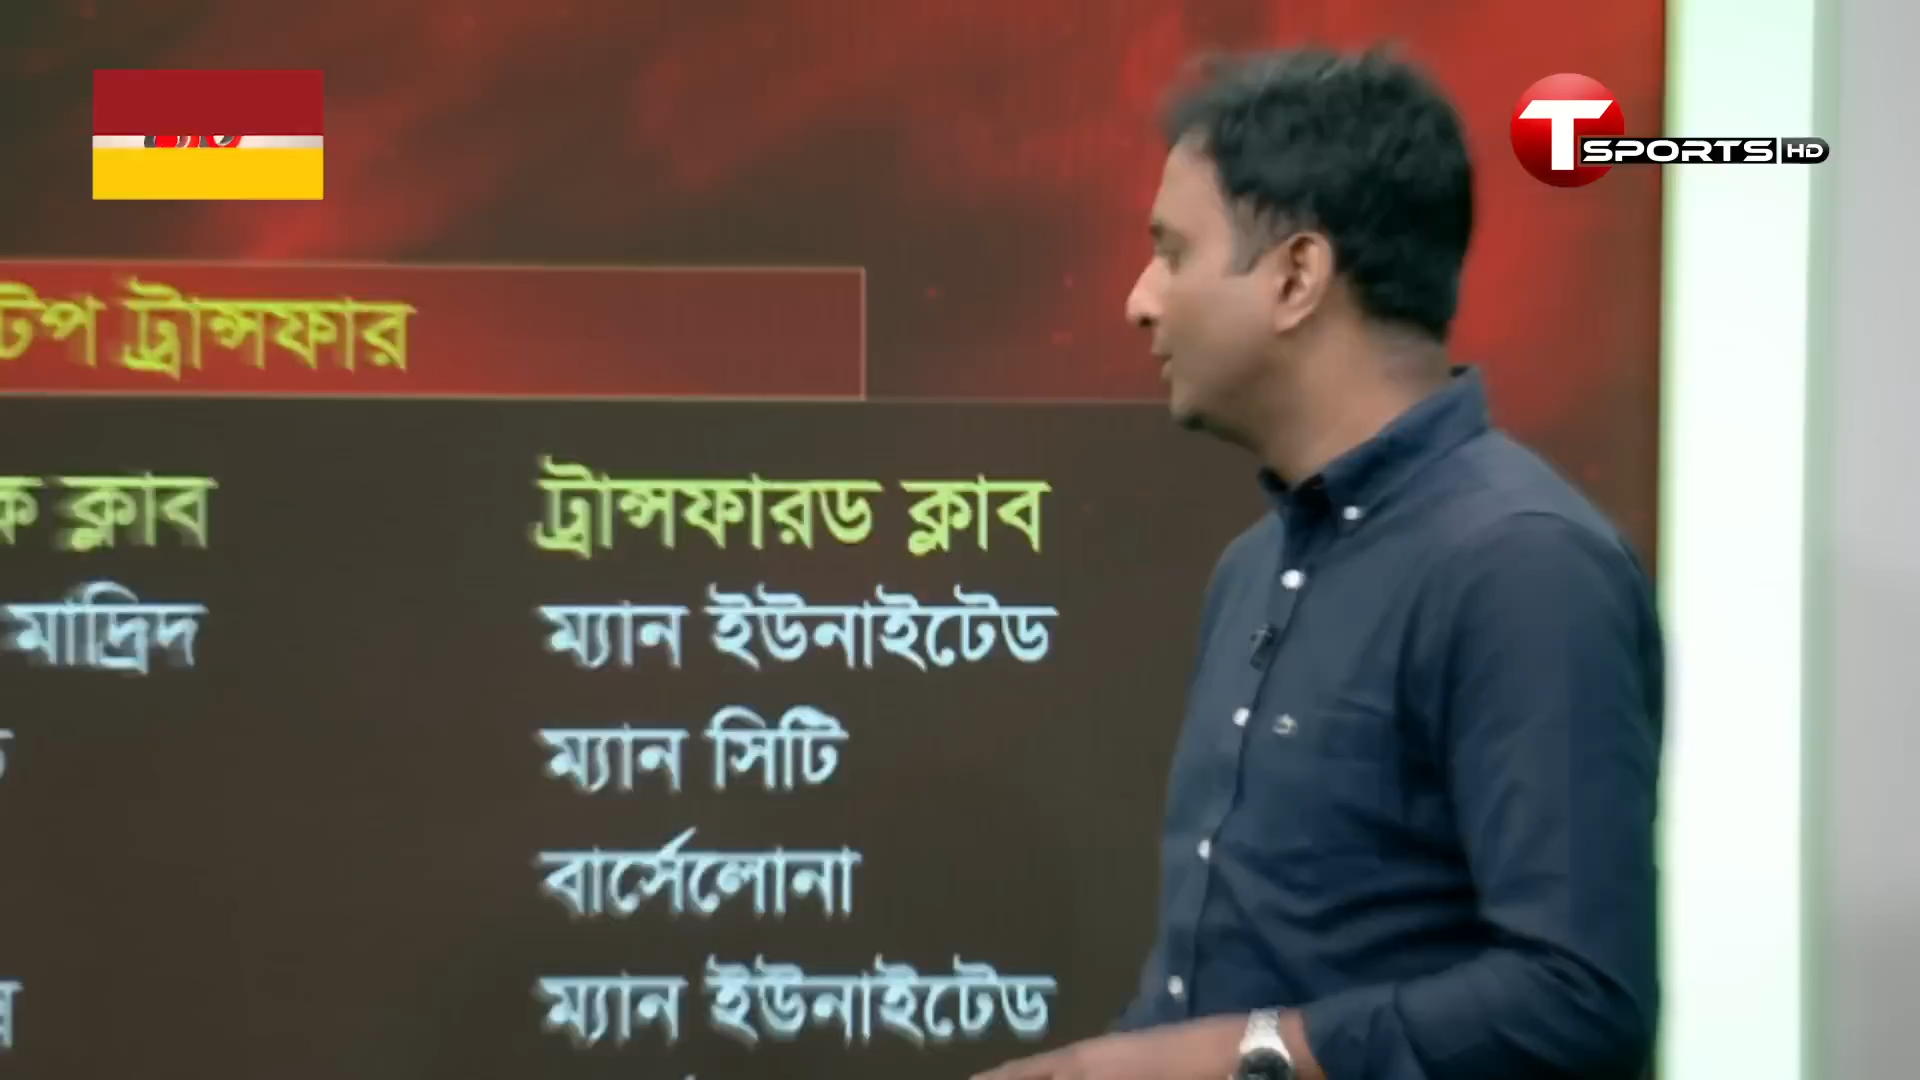 T SPORTS HD
টপ ট্রান্সফার
ক্লাব ট্রান্সফারড ক্লাব
মাদ্রিদ ম্যান ইউনাইটেড
ম্যান সিটি
বার্সেলোনা
ম্যান ইউনাইটেড